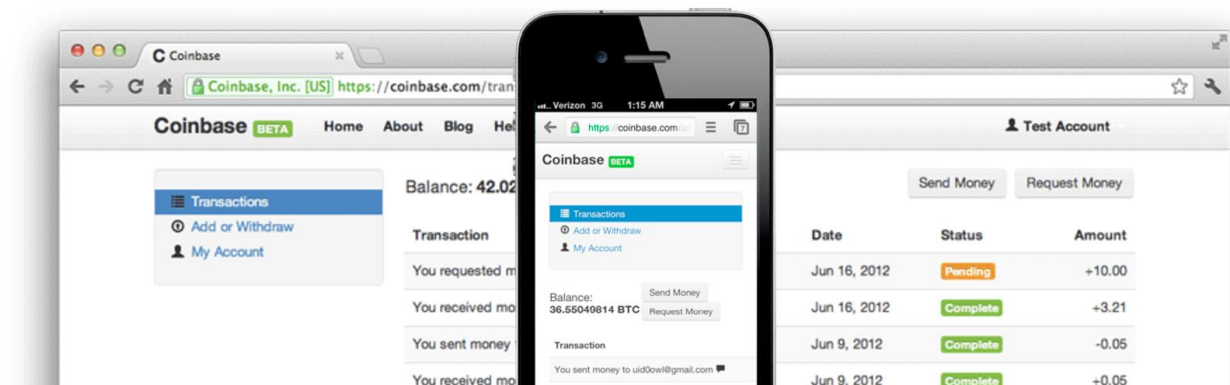 Coinbase
Coinbase, Inc. [US] https://coinbase.com/tran
Coinbase BETA Home About Blog Test Account
Transactions
Add or Withdraw
My Account
Balance: 42.02
Send Money Request Money
Transaction Date Status Amount
You requested Jun 16, 2012 Pending +10.00
You received Jun 16, 2012 Complete +3.21
You sent money Jun 9, 2012 Complete -0.05
You received Jun 9, 2012 Complete +0.05
Verizon 3G 1:15 AM
https://coinbase.com 7
Coinbase BETA
Transactions
Add or Withdraw
My Account
Balance:
36.55049814 BTC
Send Money
Request Money
Transaction
You sent money to uid0owl@gmail.com